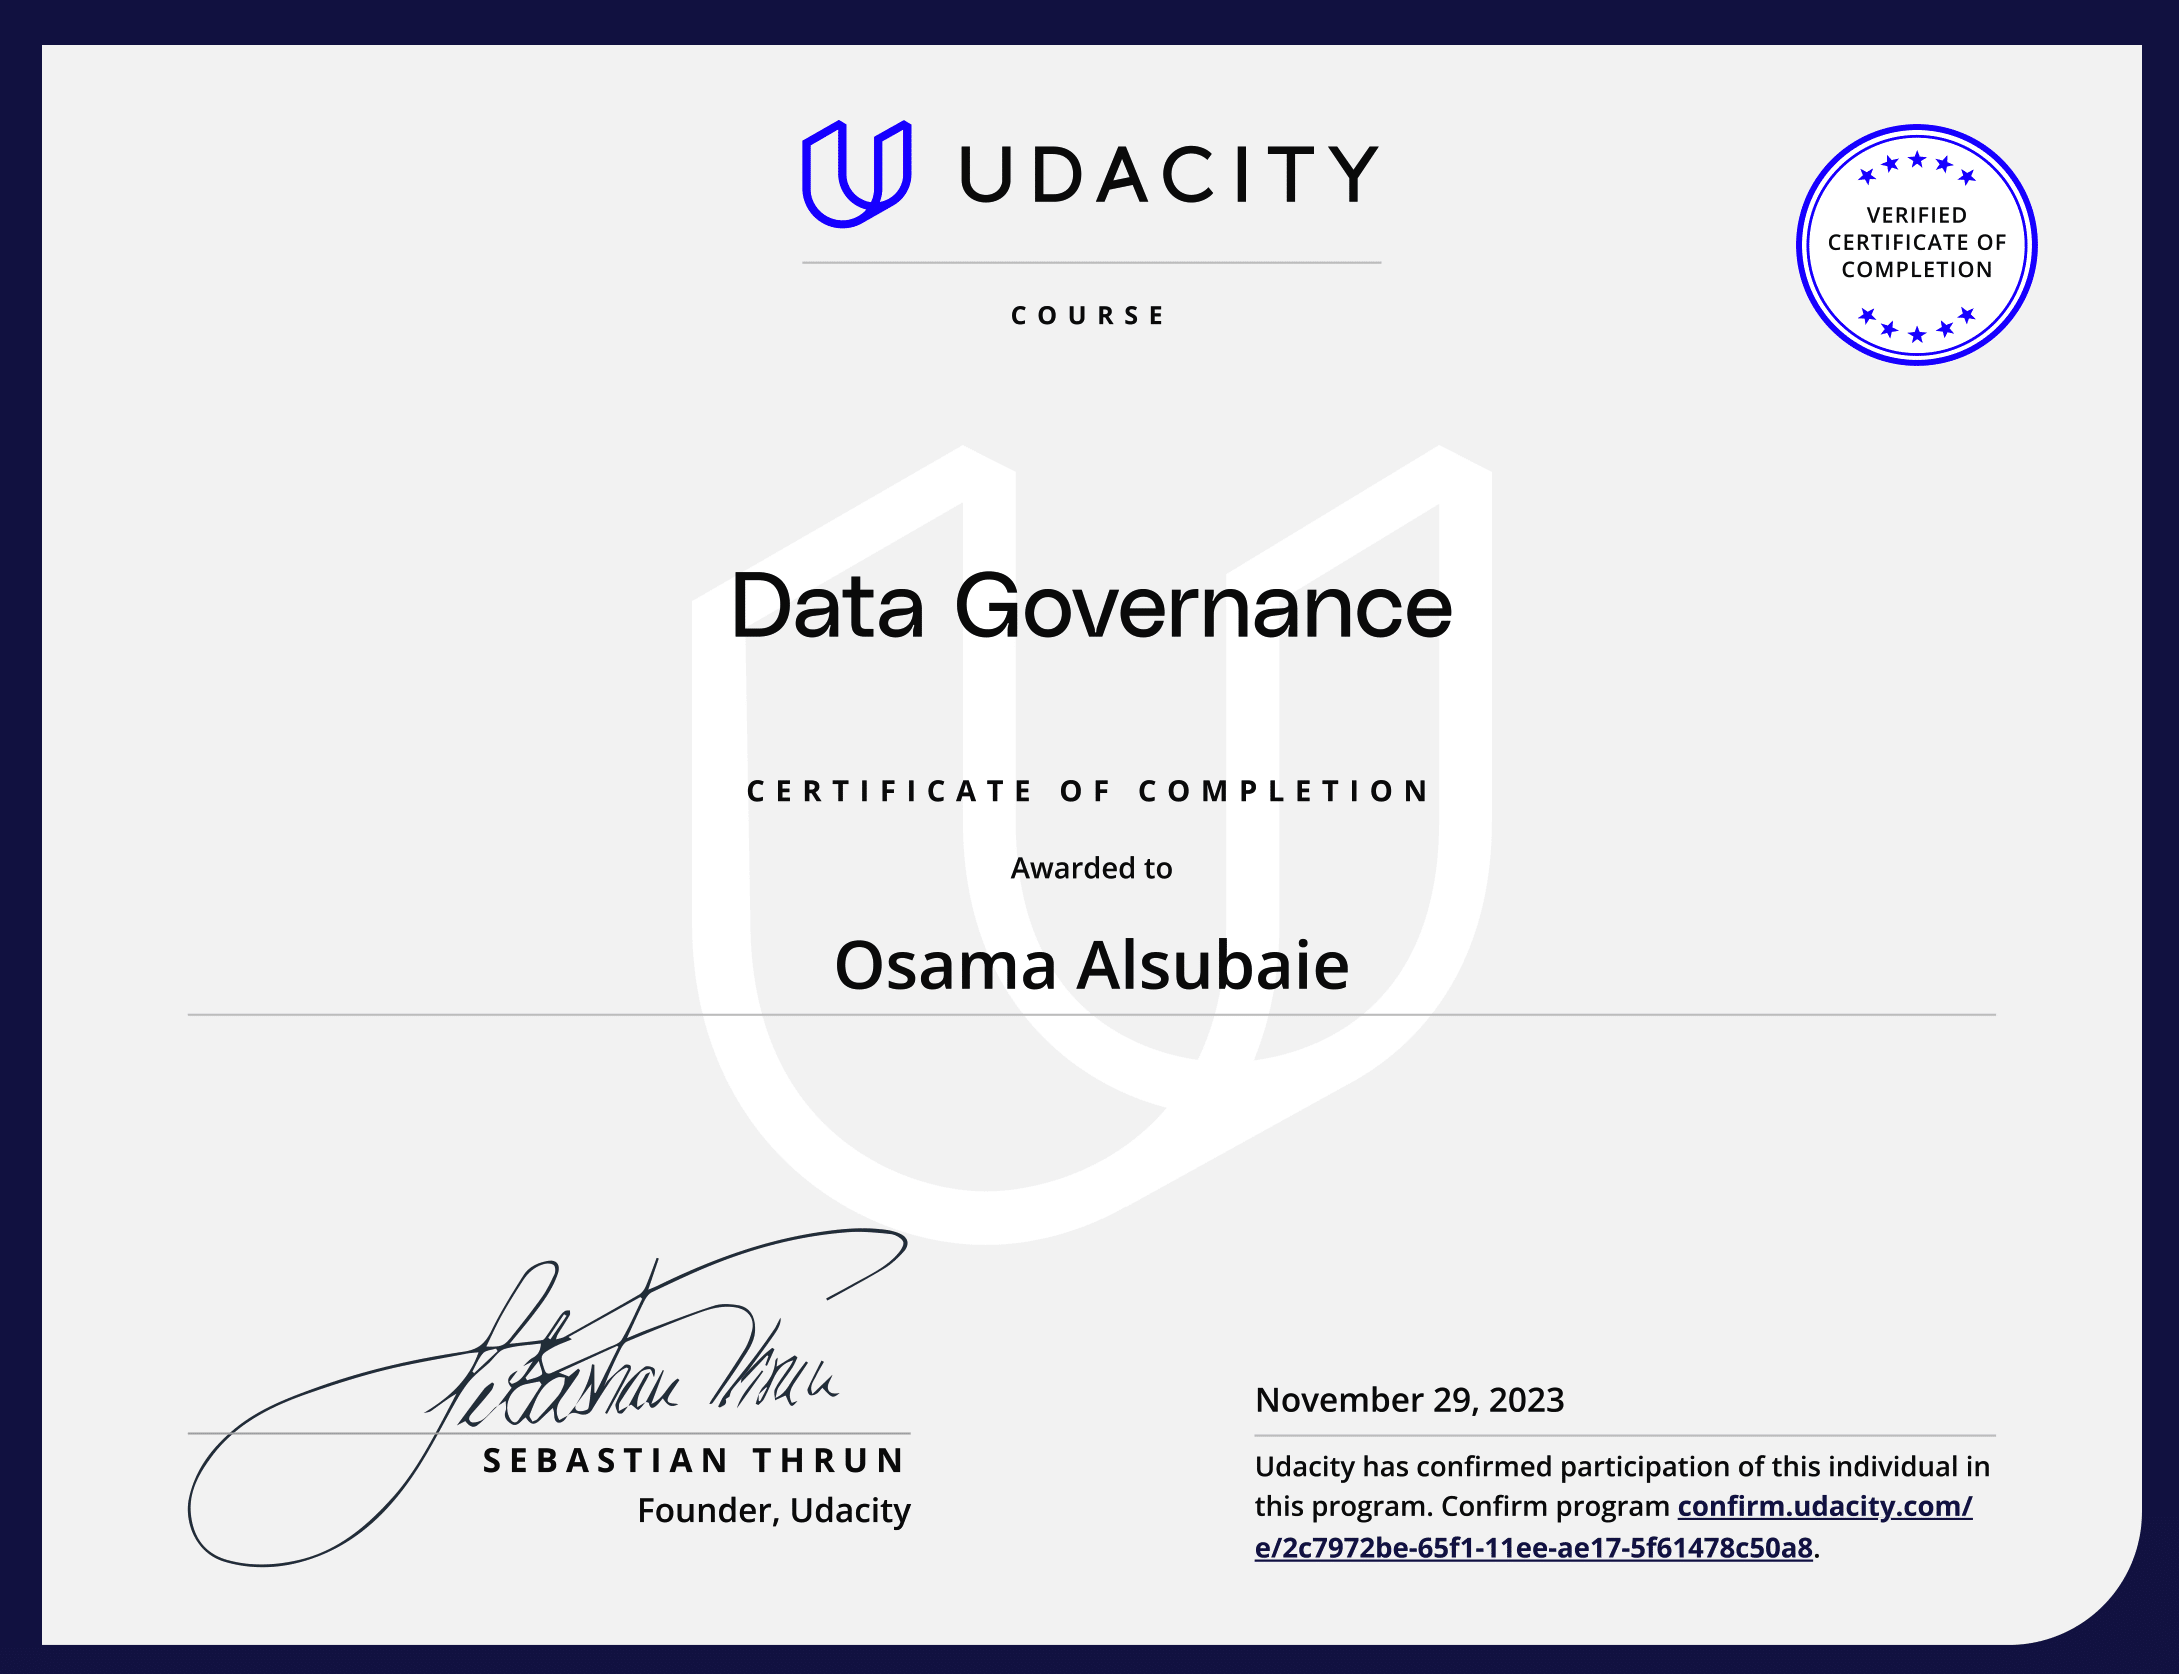 UDACITY
VERIFIED
CERTIFICATE OF
COMPLETION
COURSE
Data Governance
CERTIFICATE OF COMPLETION
Awarded to
Osama Alsubaie
Sebastian Thrun
SEBASTIAN THRUN
Founder, Udacity
November 29, 2023
Udacity has confirmed participation of this individual in
this program. Confirm program confirm.udacity.com/
e/2c7972be-65f1-11ee-ae17-5f61478c50a8.